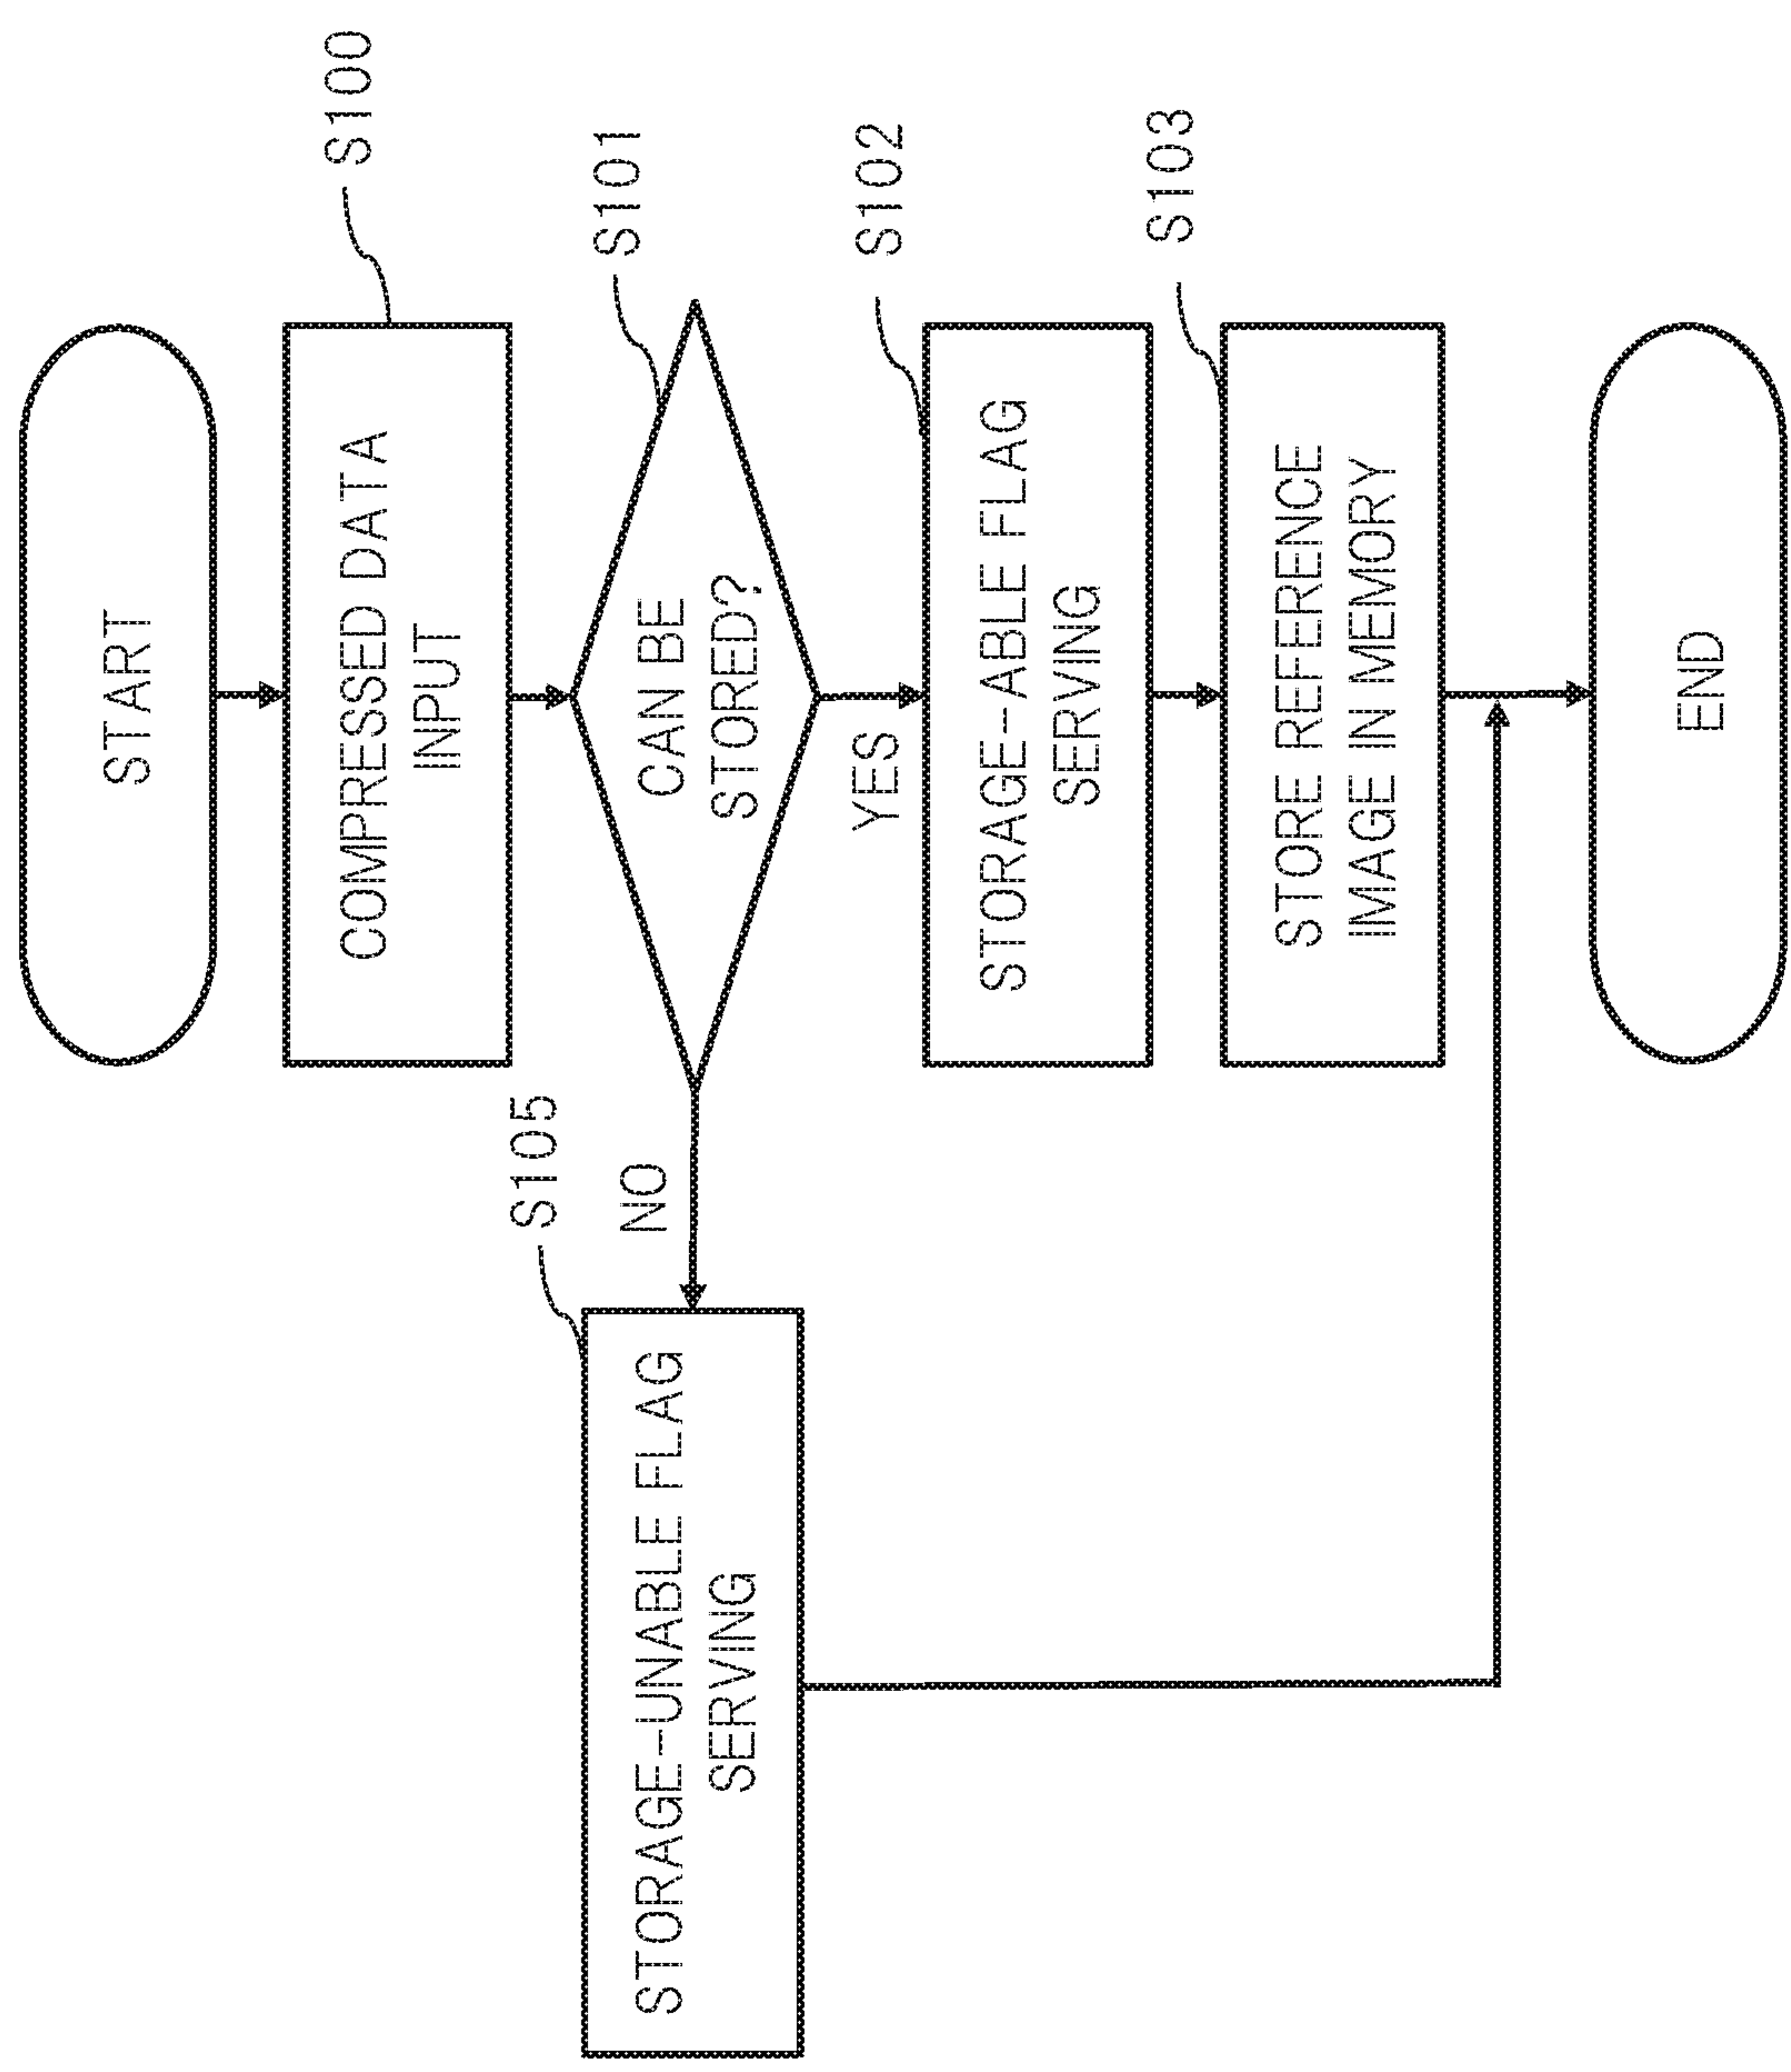 START
S100
COMPRESSED DATA
INPUT
S101
CAN BE
STORED?
YES
NO
S102
STORAGE-ABLE FLAG
SERVING
S103
STORE REFERENCE
IMAGE IN MEMORY
S105
STORAGE-UNABLE FLAG
SERVING
END